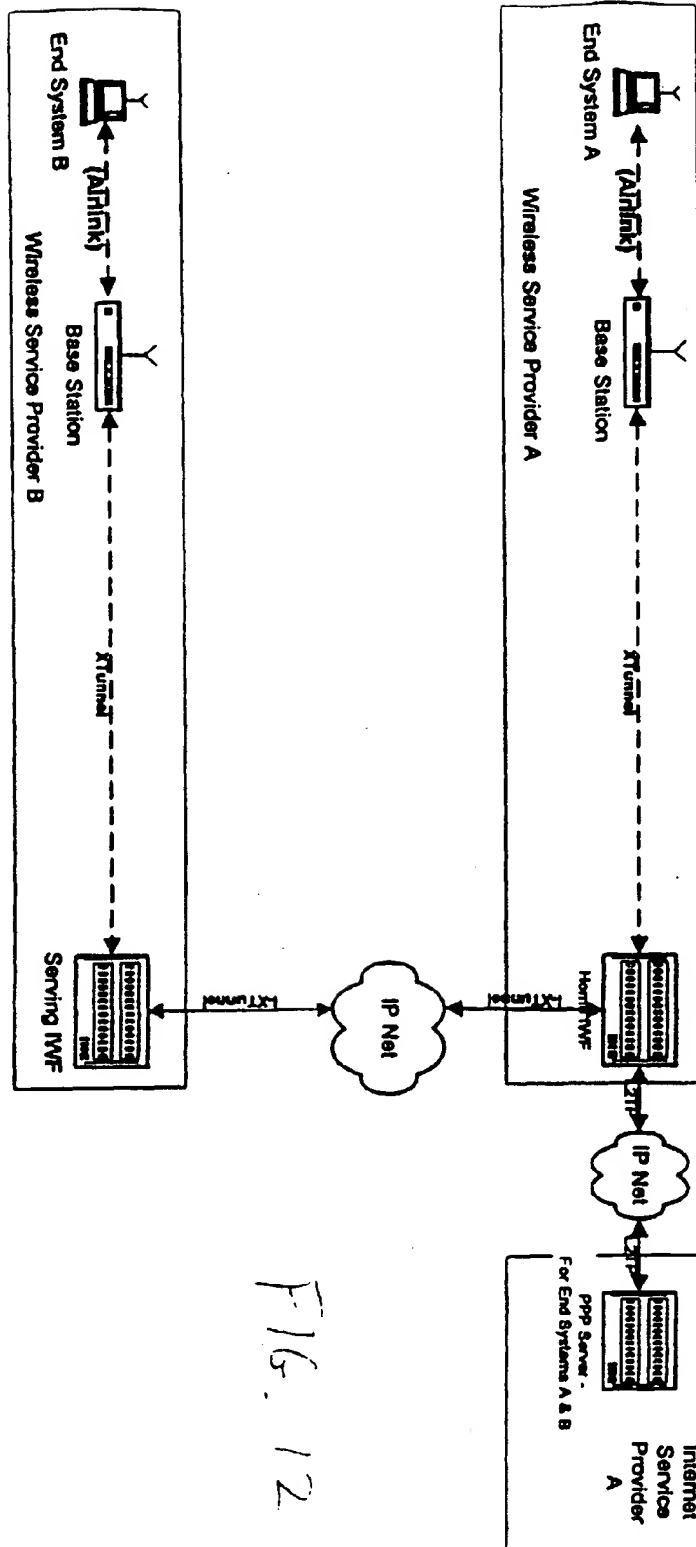 End System A
(Airlink)
Base Station
Wireless Service Provider A
XTunnel
Home IWF
L2TP
IP Net
L2TP
PPP Server -
For End Systems A & B
Internet
Service
Provider
A
I-XTunnel
IP Net
I-XTunnel
End System B
(Airlink)
Base Station
Wireless Service Provider B
XTunnel
Serving IWF
FIG. 12